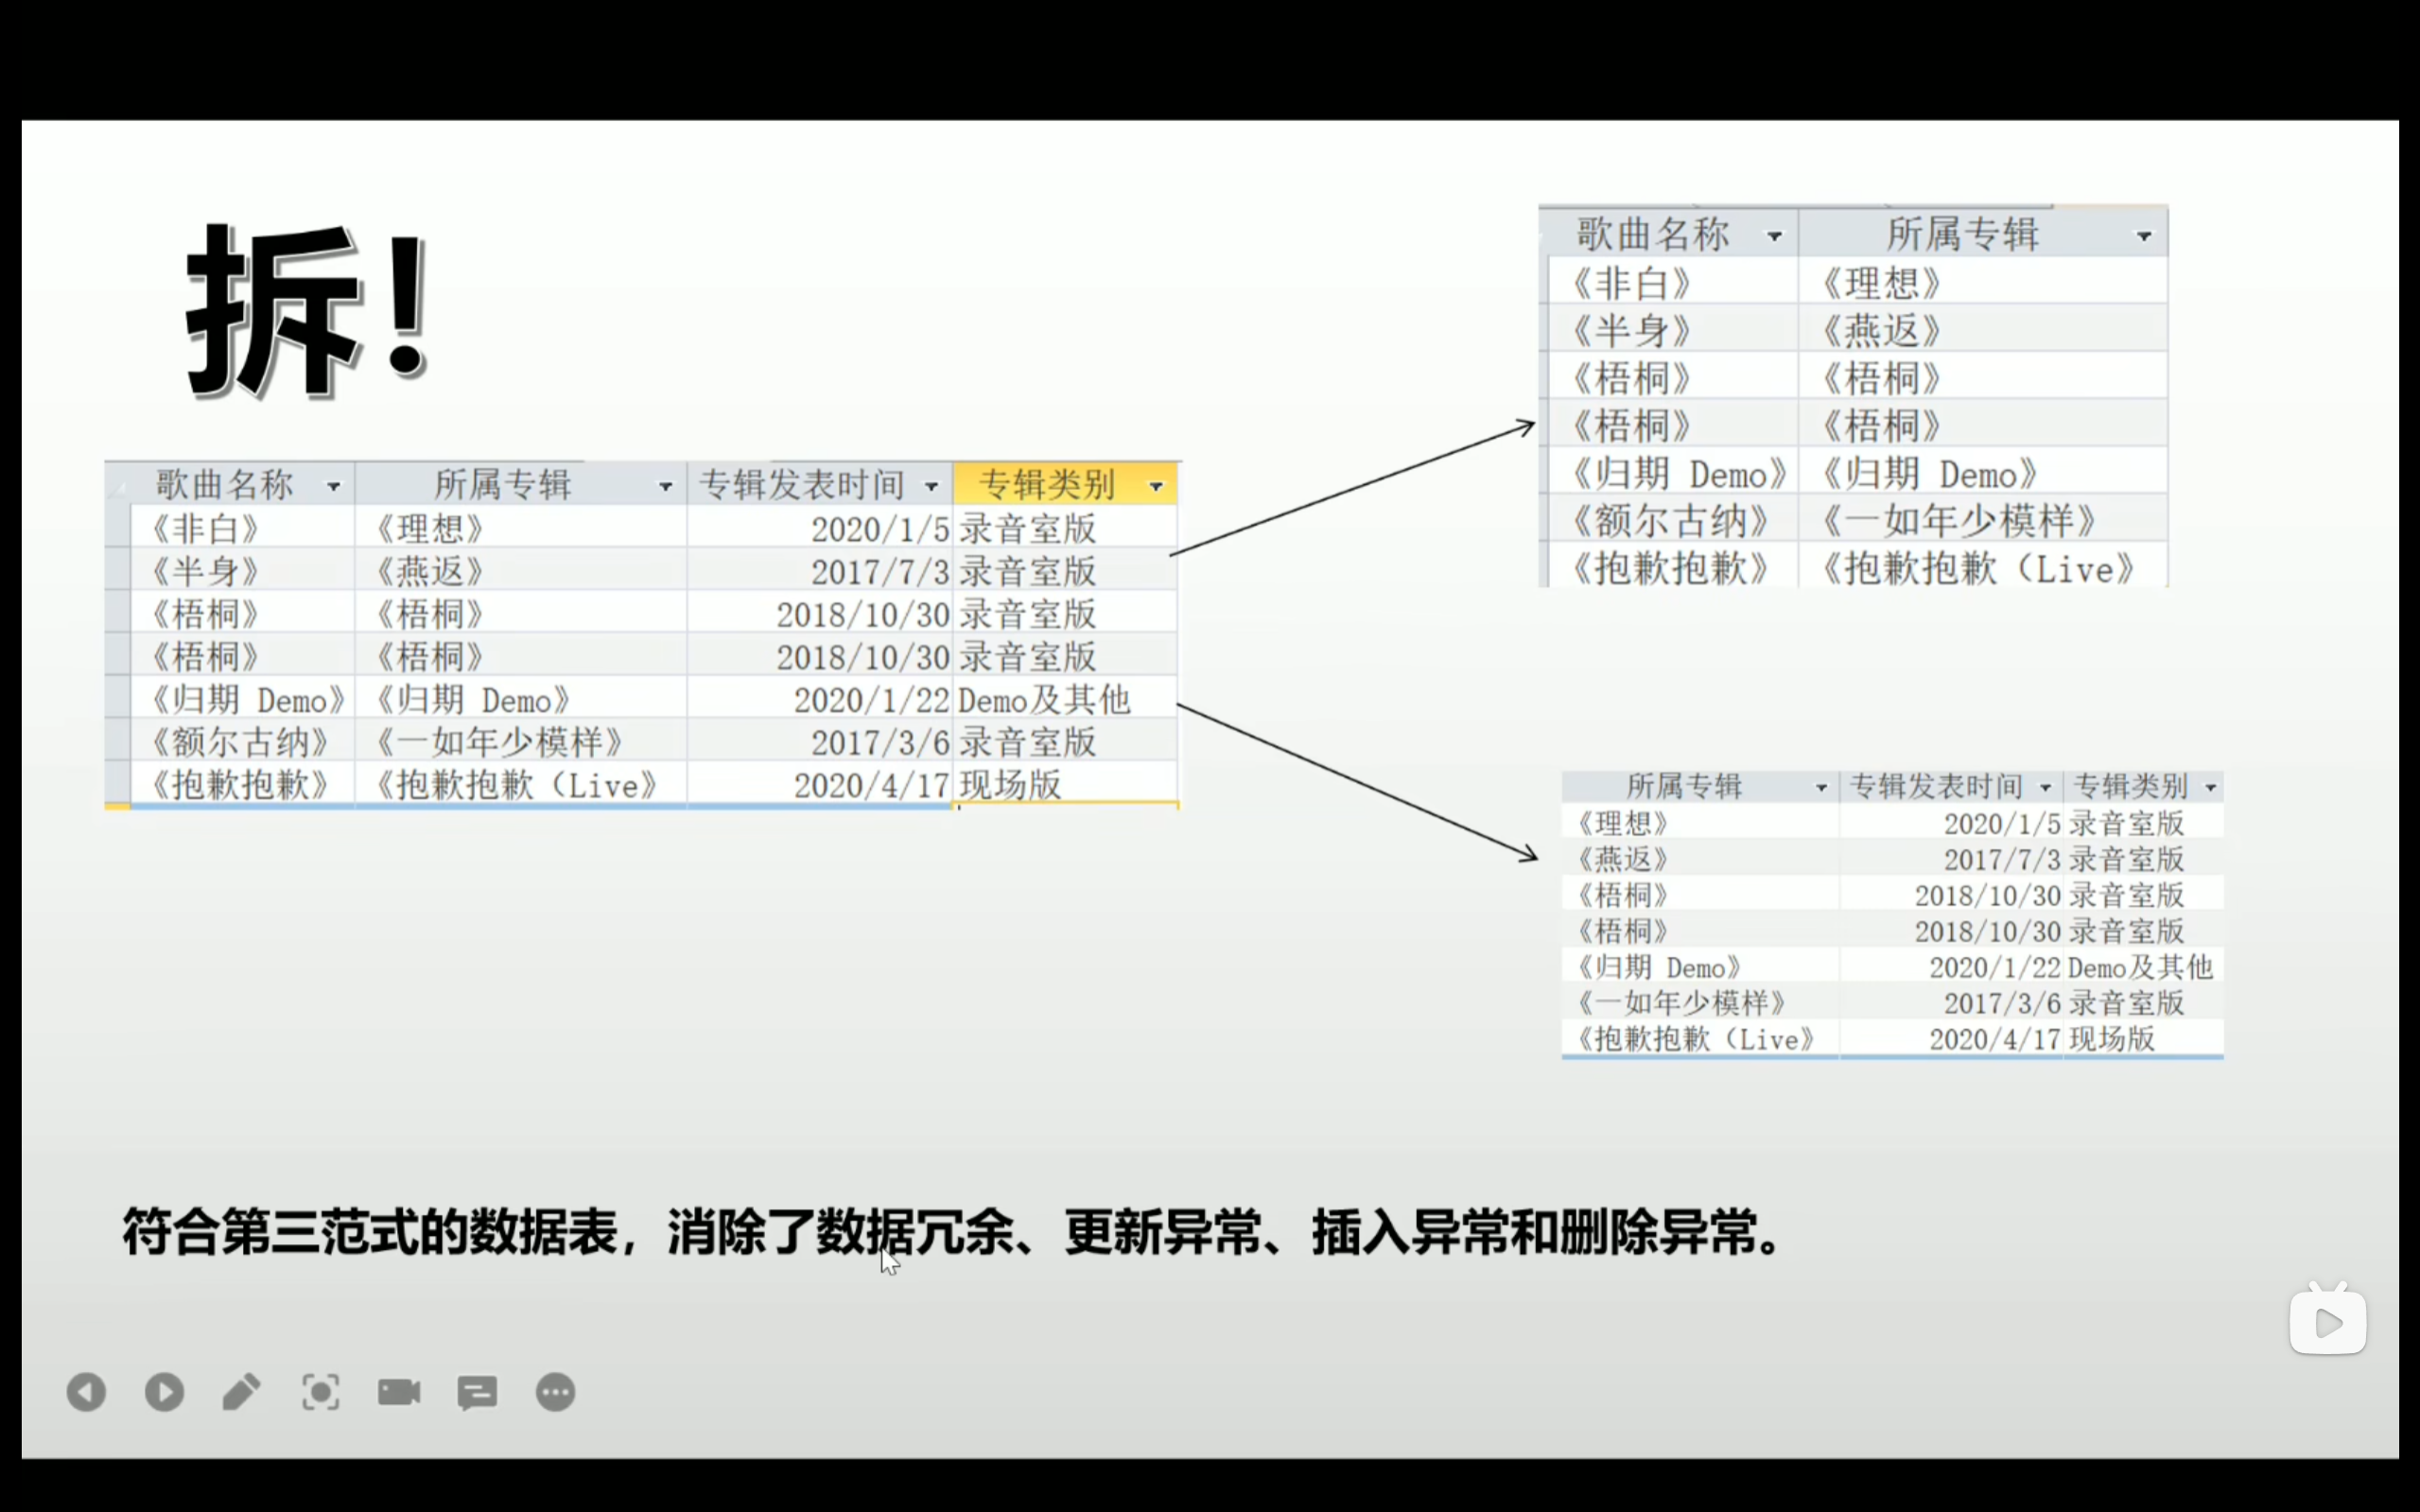 拆！
歌曲名称 所属专辑 专辑发表时间 专辑类别
《非白》 《理想》 2020/1/5 录音室版
《半身》 《燕返》 2017/7/3 录音室版
《梧桐》 《梧桐》 2018/10/30 录音室版
《梧桐》 《梧桐》 2018/10/30 录音室版
《归期 Demo》 《归期 Demo》 2020/1/22 Demo及其他
《额尔古纳》 《一如年少模样》 2017/3/6 录音室版
《抱歉抱歉》 《抱歉抱歉（Live》 2020/4/17 现场版
歌曲名称 所属专辑
《非白》 《理想》
《半身》 《燕返》
《梧桐》 《梧桐》
《梧桐》 《梧桐》
《归期 Demo》 《归期 Demo》
《额尔古纳》 《一如年少模样》
《抱歉抱歉》 《抱歉抱歉（Live》
所属专辑 专辑发表时间 专辑类别
《理想》 2020/1/5 录音室版
《燕返》 2017/7/3 录音室版
《梧桐》 2018/10/30 录音室版
《梧桐》 2018/10/30 录音室版
《归期 Demo》 2020/1/22 Demo及其他
《一如年少模样》 2017/3/6 录音室版
《抱歉抱歉（Live》 2020/4/17 现场版
符合第三范式的数据表，消除了数据冗余、更新异常、插入异常和删除异常。